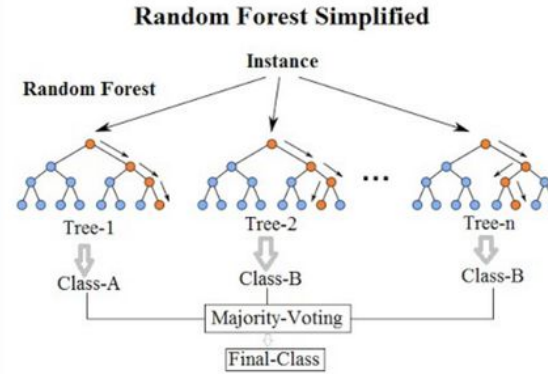 Random Forest Simplified
Instance
Random Forest
...
Tree-1 Tree-2 Tree-n
Class-A Class-B Class-B
Majority-Voting
Final-Class